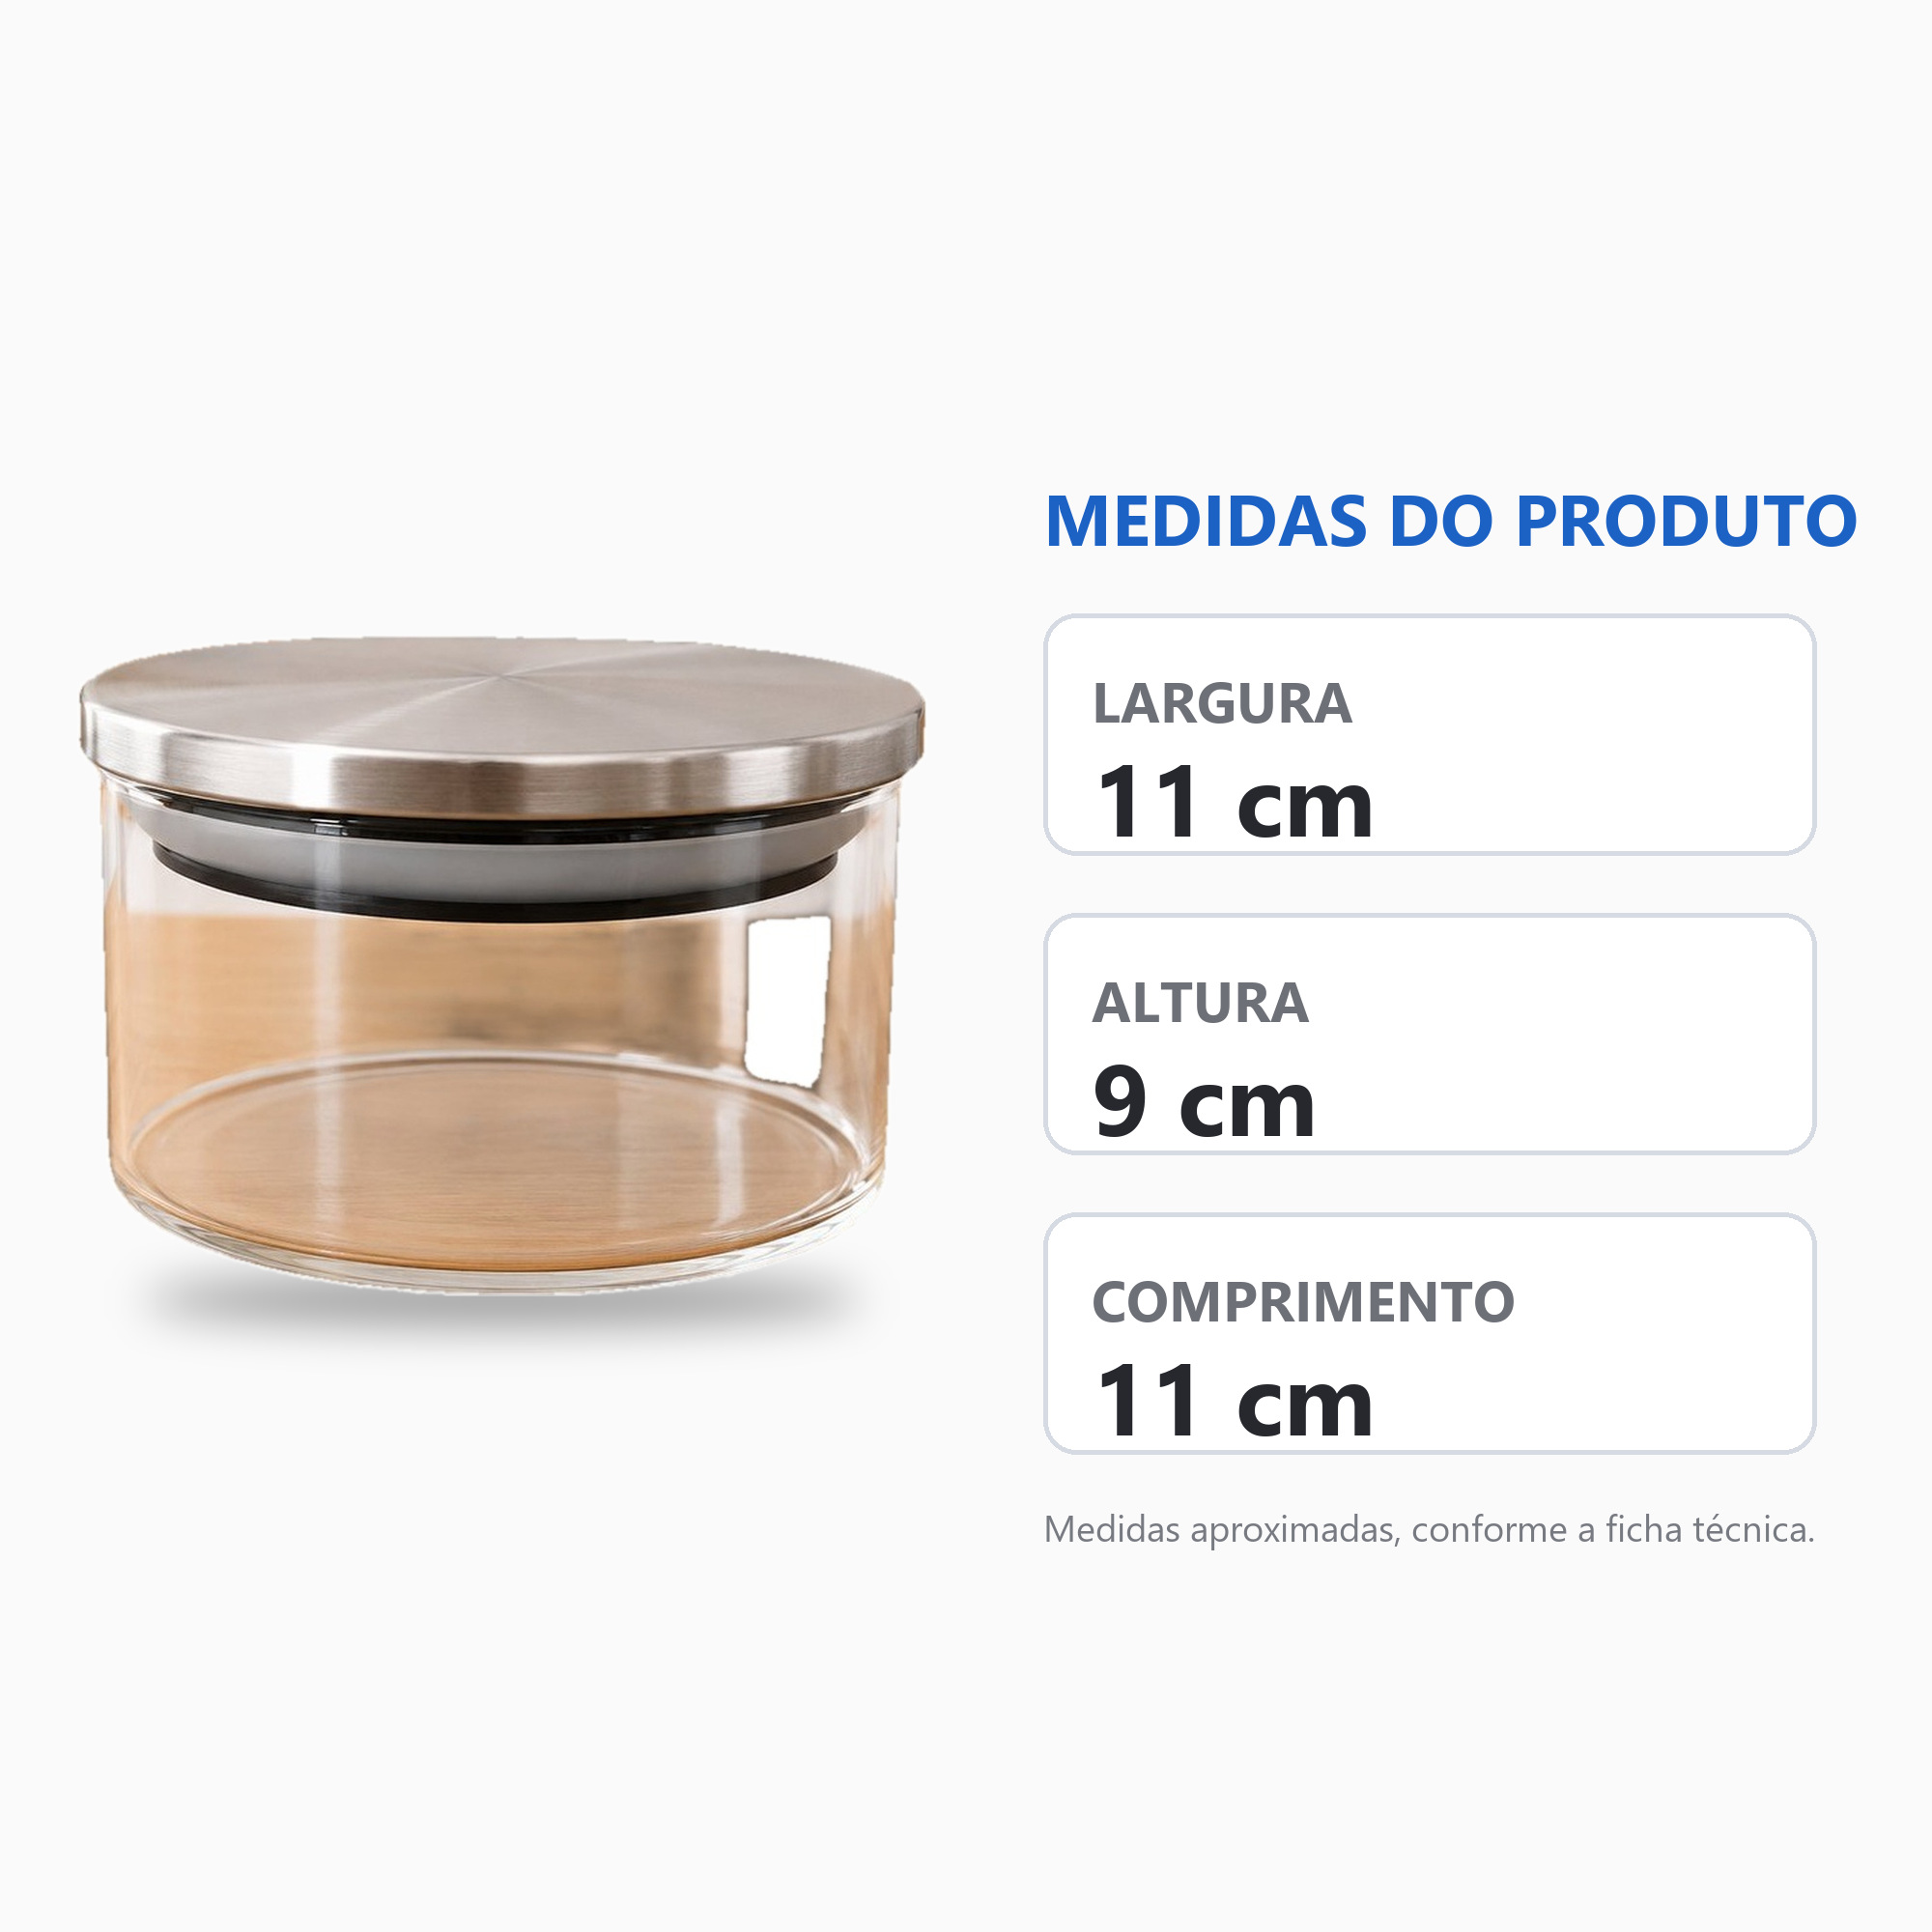 MEDIDAS DO PRODUTO
LARGURA
11 cm
ALTURA
9 cm
COMPRIMENTO
11 cm
Medidas aproximadas, conforme a ficha técnica.